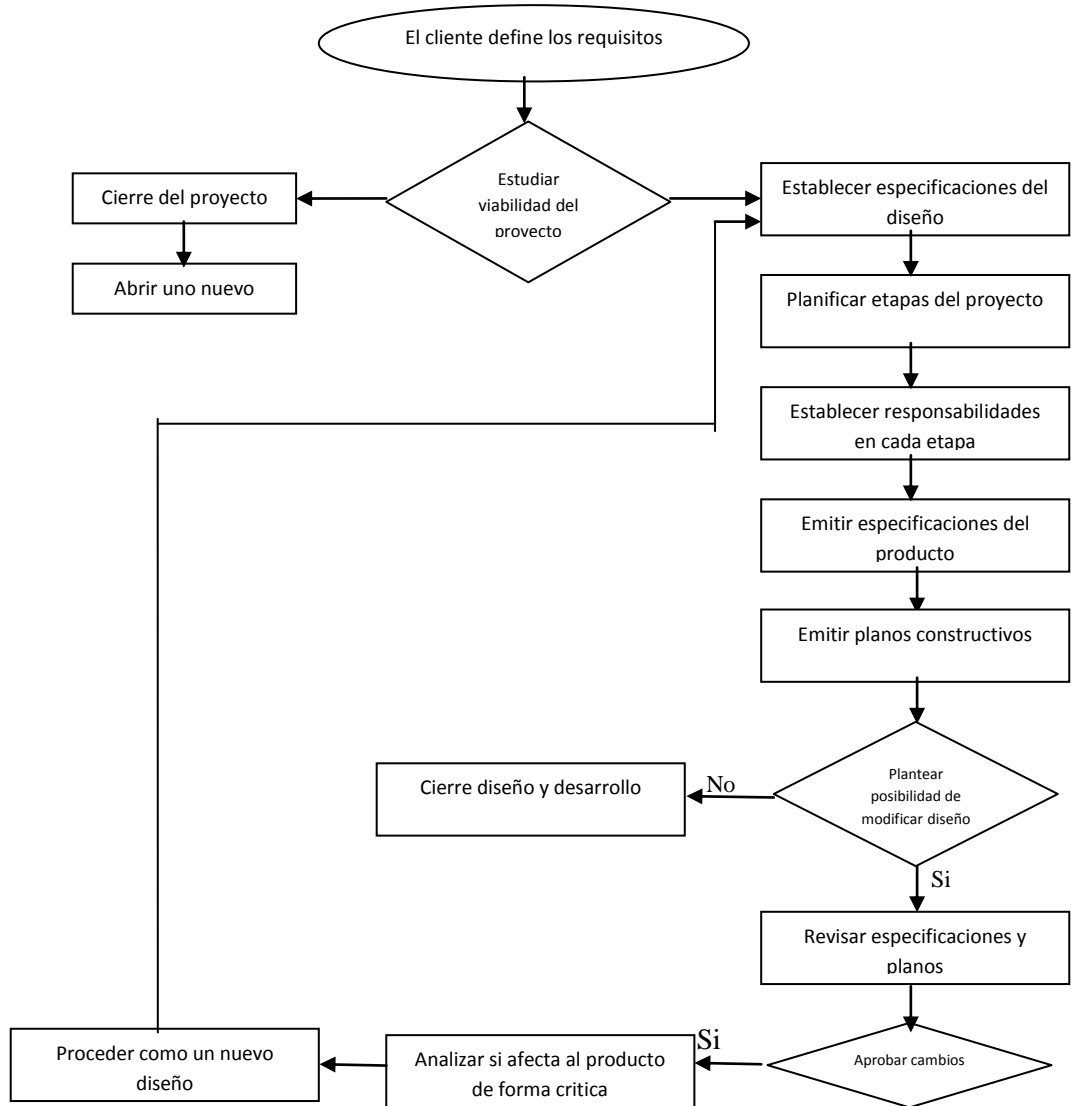 El cliente define los requisitos
Estudiar
viabilidad del
proyecto
Cierre del proyecto
Abrir uno nuevo
Establecer especificaciones del
diseño
Planificar etapas del proyecto
Establecer responsabilidades
en cada etapa
Emitir especificaciones del
producto
Emitir planos constructivos
Plantear
posibilidad de
modificar diseño
No
Cierre diseño y desarrollo
Si
Revisar especificaciones y
planos
Aprobar cambios
Si
Analizar si afecta al producto
de forma critica
Proceder como un nuevo
diseño